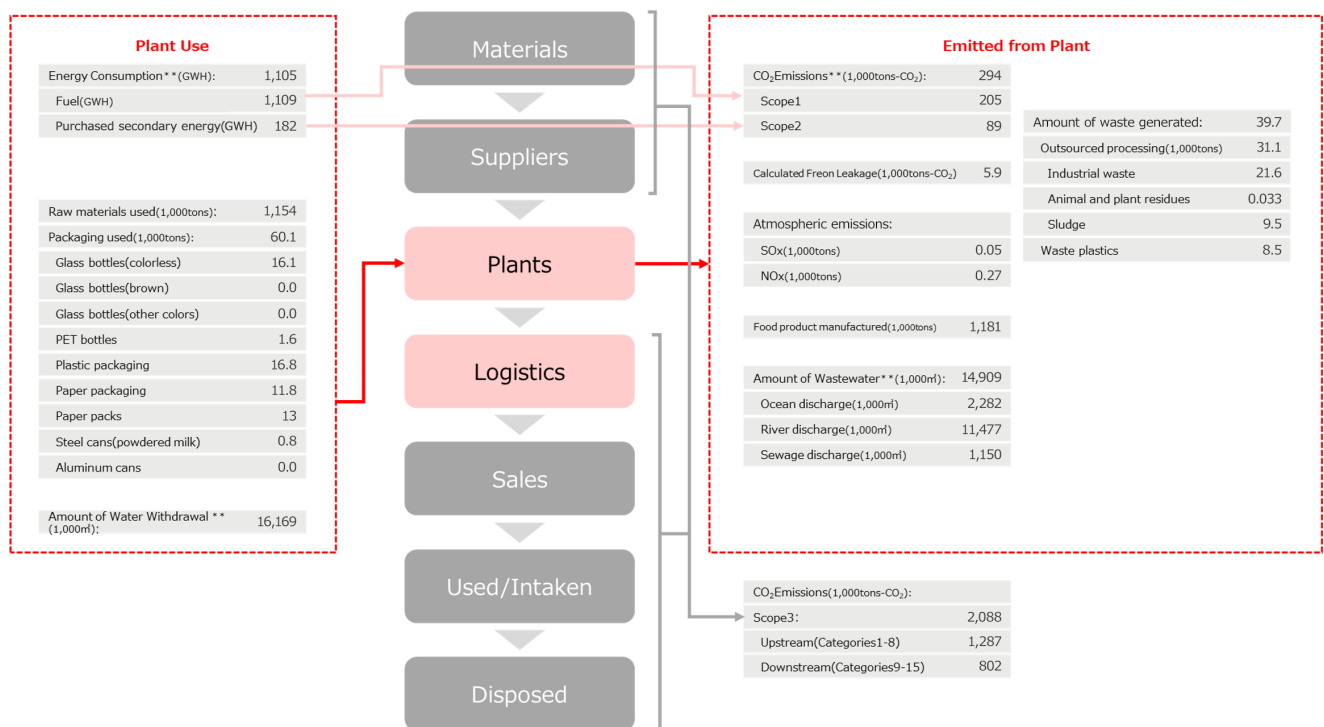 Plant Use
Energy Consumption**(GWH): 1,105
Fuel(GWH) 1,109
Purchased secondary energy(GWH) 182
Raw materials used(1,000tons): 1,154
Packaging used(1,000tons): 60.1
Glass bottles(colorless) 16.1
Glass bottles(brown) 0.0
Glass bottles(other colors) 0.0
PET bottles 1.6
Plastic packaging 16.8
Paper packaging 11.8
Paper packs 13
Steel cans(powdered milk) 0.8
Aluminum cans 0.0
Amount of Water Withdrawal ** 16,169
(1,000㎥):
Materials
Suppliers
Plants
Logistics
Sales
Used/Intaken
Disposed
Emitted from Plant
CO₂Emissions**(1,000tons-CO₂): 294
Scope1 205
Scope2 89
Calculated Freon Leakage(1,000tons-CO₂) 5.9
Atmospheric emissions:
SOx(1,000tons) 0.05
NOx(1,000tons) 0.27
Food product manufactured(1,000tons) 1,181
Amount of Wastewater**(1,000㎥): 14,909
Ocean discharge(1,000㎥) 2,282
River discharge(1,000㎥) 11,477
Sewage discharge(1,000㎥) 1,150
Amount of waste generated: 39.7
Outsourced processing(1,000tons) 31.1
Industrial waste 21.6
Animal and plant residues 0.033
Sludge 9.5
Waste plastics 8.5
CO₂Emissions(1,000tons-CO₂):
Scope3: 2,088
Upstream(Categories1-8) 1,287
Downstream(Categories9-15) 802